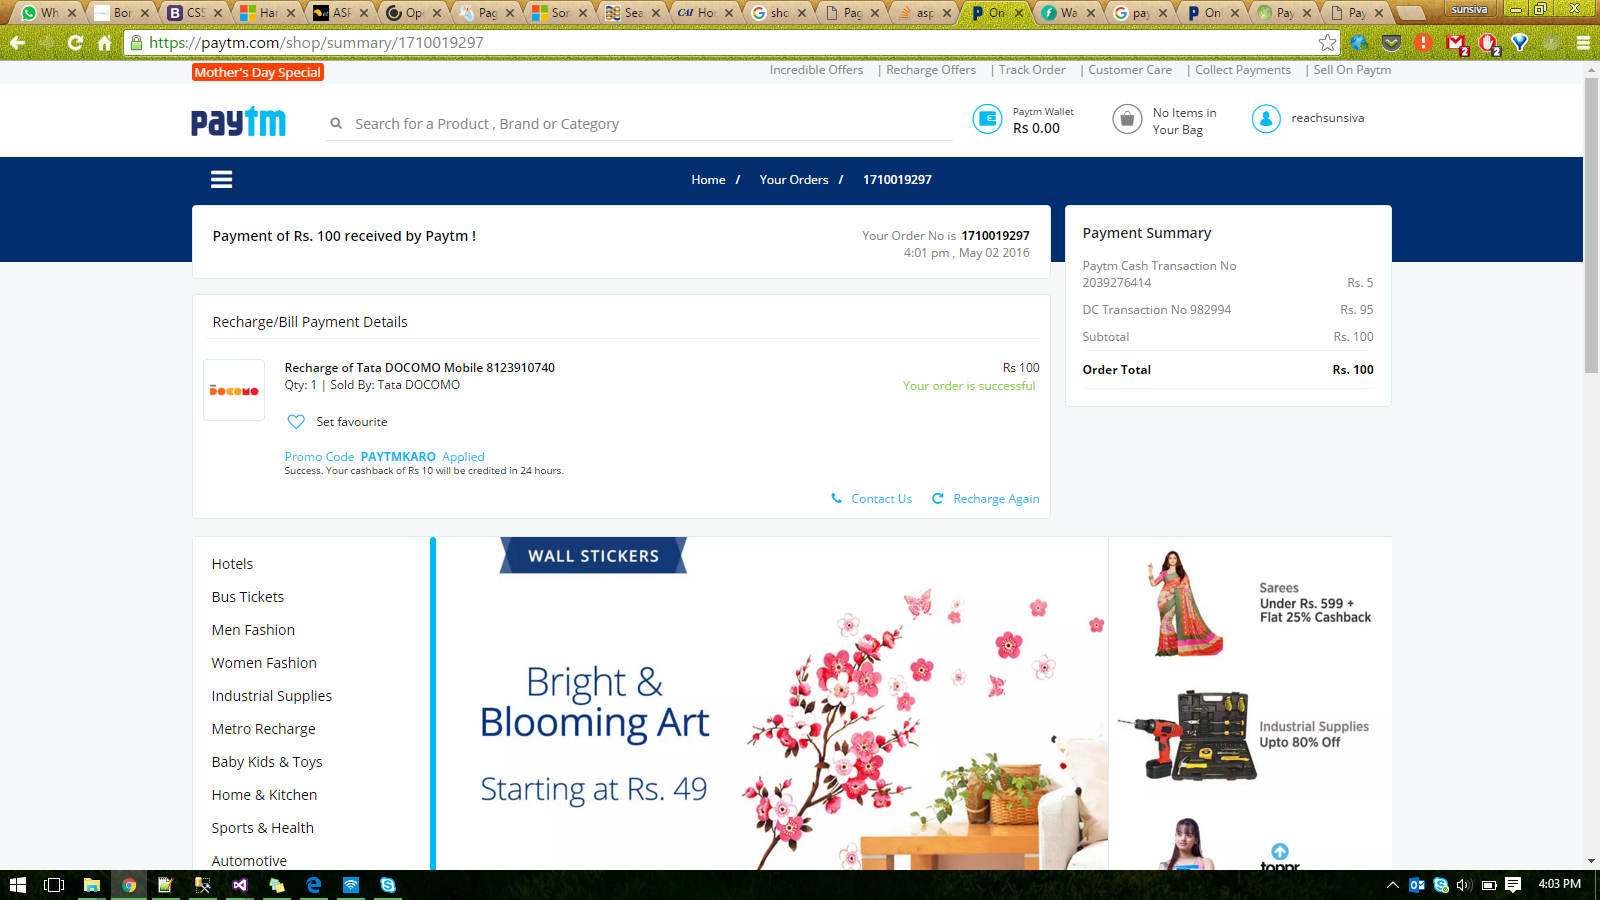 Wh
Bor
CSS
Har
ASP
Ope
Pag
Sor
Sea
CAT Ho
sho
Pag
asp
On
Wa
pay
On
Pay
Pay
sunsiva
https://paytm.com/shop/summary/1710019297
2
2
Mother's Day Special
Incredible Offers | Recharge Offers | Track Order | Customer Care | Collect Payments | Sell On Paytm
paytm
Search for a Product , Brand or Category
Paytm Wallet
Rs 0.00
No Items in
Your Bag
reachsunsiva
Home / Your Orders / 1710019297
Payment of Rs. 100 received by Paytm !
Your Order No is 1710019297
4:01 pm , May 02 2016
Payment Summary
Paytm Cash Transaction No
2039276414 Rs. 5
DC Transaction No 982994 Rs. 95
Subtotal Rs. 100
Order Total Rs. 100
Recharge/Bill Payment Details
DOCOMO
Recharge of Tata DOCOMO Mobile 8123910740 Rs 100
Qty: 1 | Sold By: Tata DOCOMO
Your order is successful
Set favourite
Promo Code PAYTMKARO Applied
Success. Your cashback of Rs 10 will be credited in 24 hours.
Contact Us
Recharge Again
Hotels
Bus Tickets
Men Fashion
Women Fashion
Industrial Supplies
Metro Recharge
Baby Kids & Toys
Home & Kitchen
Sports & Health
Automotive
WALL STICKERS
Bright &
Blooming Art
Starting at Rs. 49
Sarees
Under Rs. 599 +
Flat 25% Cashback
Industrial Supplies
Upto 80% Off
toppr
4:03 PM